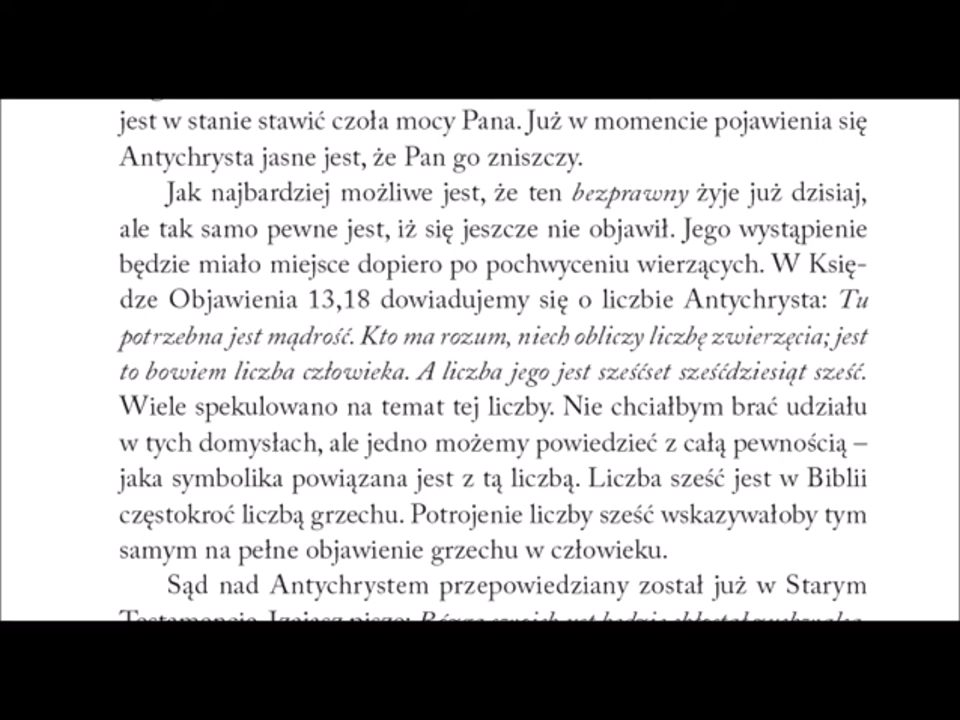 jest w stanie stawić czoła mocy Pana. Już w momencie pojawienia się
Antychrysta jasne jest, że Pan go zniszczy.
Jak najbardziej możliwe jest, że ten bezprawny żyje już dzisiaj,
ale tak samo pewne jest, iż się jeszcze nie objawił. Jego wystąpienie
będzie miało miejsce dopiero po pochwyceniu wierzących. W Księ-
dze Objawienia 13,18 dowiadujemy się o liczbie Antychrysta: Tu
potrzebna jest mądrość. Kto ma rozum, niech obliczy liczbę zwierzęcia; jest
to bowiem liczba człowieka. A liczba jego jest sześćset sześćdziesiąt sześć.
Wiele spekulowano na temat tej liczby. Nie chciałbym brać udziału
w tych domysłach, ale jedno możemy powiedzieć z całą pewnością –
jaka symbolika powiązana jest z tą liczbą. Liczba sześć jest w Biblii
częstokroć liczbą grzechu. Potrojenie liczby sześć wskazywałoby tym
samym na pełne objawienie grzechu w człowieku.
Sąd nad Antychrystem przepowiedziany został już w Starym
Testamencie. Izajasz pisze: